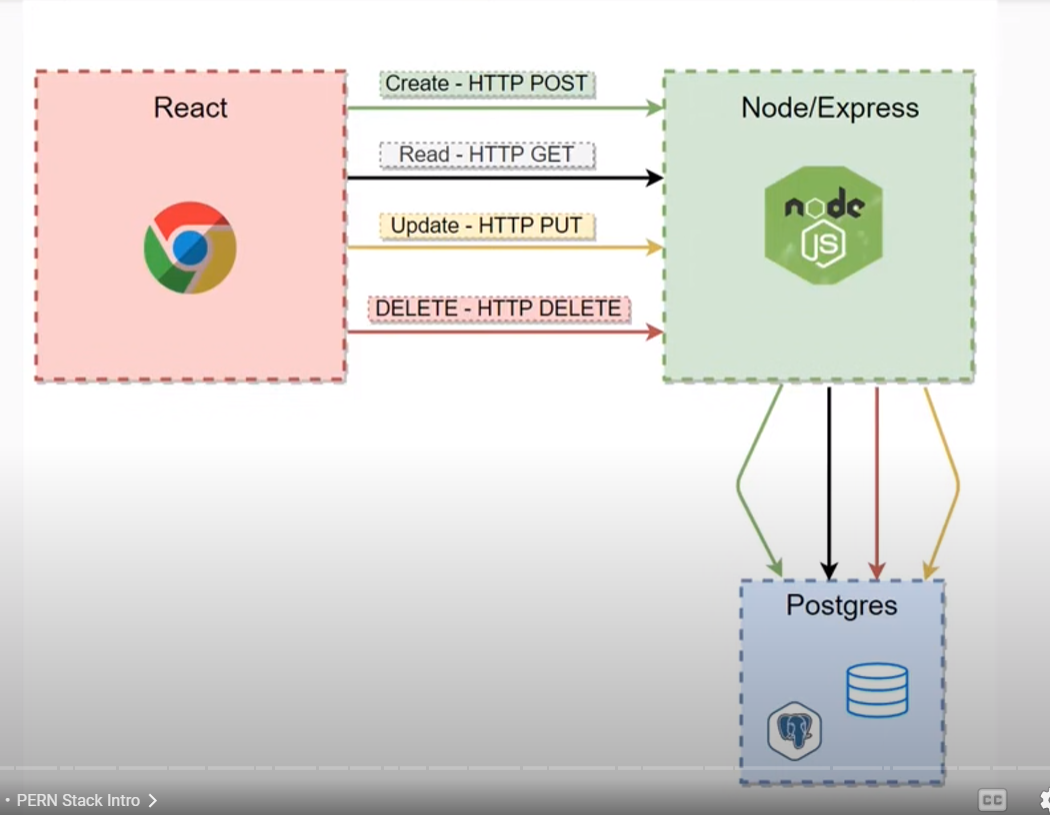 React
Create - HTTP POST
Read - HTTP GET
Update - HTTP PUT
DELETE - HTTP DELETE
Node/Express
node
JS
Postgres
• PERN Stack Intro
CC